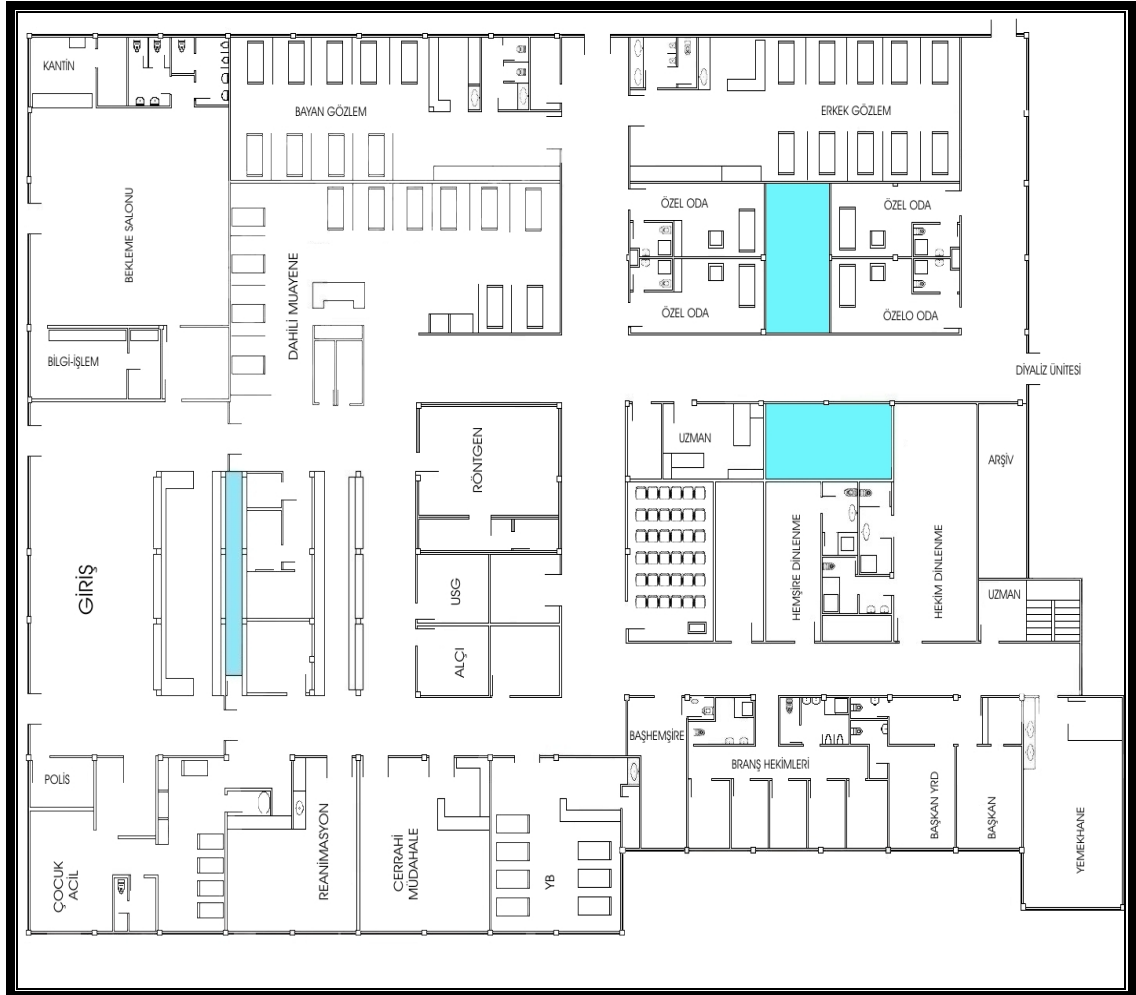 KANTİN
BAYAN GÖZLEM
ERKEK GÖZLEM
BEKLEME SALONU
ÖZEL ODA
ÖZEL ODA
DAHİLİ MUAYENE
ÖZEL ODA
ÖZELO ODA
BİLGİ-İŞLEM
DİYALİZ ÜNİTESİ
RÖNTGEN
UZMAN
ARŞİV
GİRİŞ
USG
HEMŞİRE DİNLENME
HEKİM DİNLENME
UZMAN
ALÇI
BAŞHEMŞİRE
BRANŞ HEKİMLERİ
POLİS
BAŞKAN YRD
BAŞKAN
YEMEKHANE
ÇOCUK
ACİL
REANİMASYON
CERRAHİ
MÜDAHALE
YB